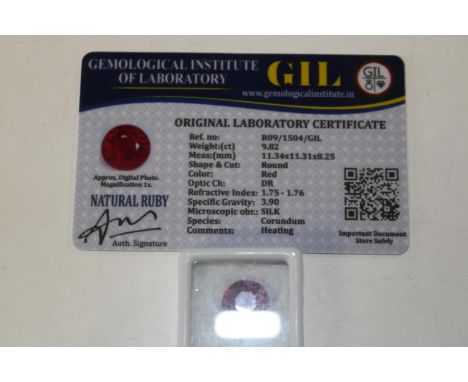 GEMOLOGICAL INSTITUTE
OF LABORATORY
GIL
www.gemologicalinstitute.in
GIL
ORIGINAL LABORATORY CERTIFICATE
Ref. no: R09/1504/GIL
Weight:(ct) 9.82
Meas:(mm) 11.34x11.31x8.25
Shape & Cut: Round
Color: Red
Optic Ch: DR
Refractive Index: 1.75 - 1.76
Specific Gravity: 3.90
Microscopic obr.: SILK
Species: Corundum
Comments: Heating
Approx. Digital Photo.
Magnification 1x.
NATURAL RUBY
Auth. Signature
Important Document
Store Safely